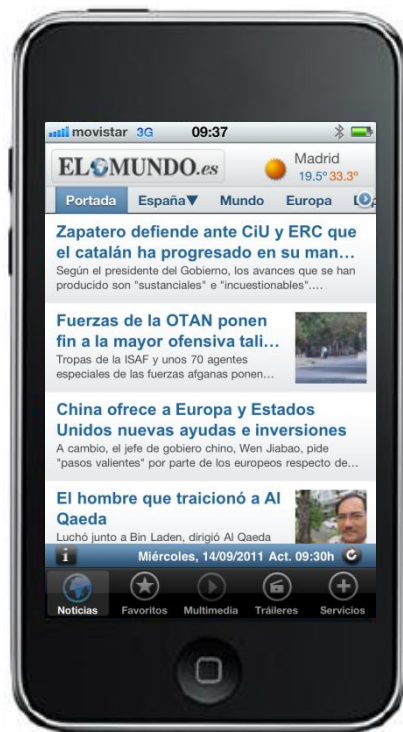 movistar 3G 09:37
EL MUNDO.es
Madrid
19.5° 33.3°
Portada España▼ Mundo Europa
Zapatero defiende ante CiU y ERC que
el catalán ha progresado en su man...
Según el presidente del Gobierno, los avances que se han
producido son "sustanciales" e "incuestionables"....
Fuerzas de la OTAN ponen
fin a la mayor ofensiva tali...
Tropas de la ISAF y unos 70 agentes
especiales de las fuerzas afganas ponen...
China ofrece a Europa y Estados
Unidos nuevas ayudas e inversiones
A cambio, el jefe de gobiero chino, Wen Jiabao, pide
"pasos valientes" por parte de los europeos respecto de...
El hombre que traicionó a Al
Qaeda
Luchó junto a Bin Laden, dirigió Al Qaeda
i Miércoles, 14/09/2011 Act. 09:30h
Noticias Favoritos Multimedia Tráileres Servicios